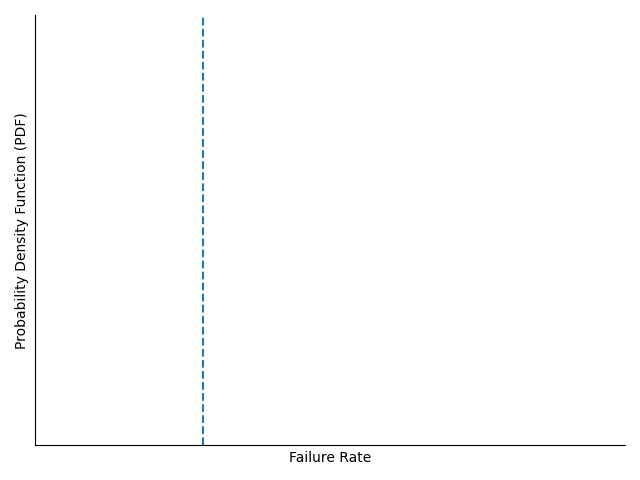 Probability Density Function (PDF)
Failure Rate